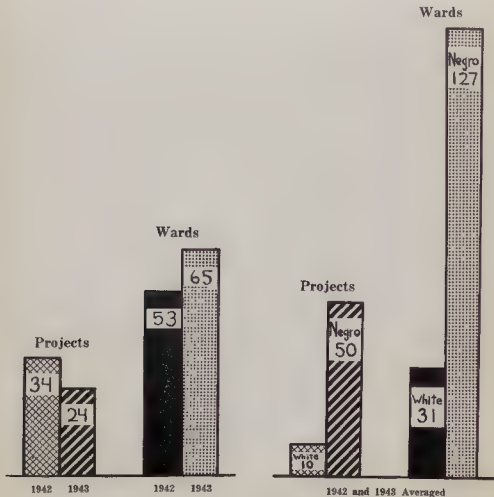 Wards
Negro
127
Wards
65
53
Projects
Negro
50
Projects
34
24
White
31
White
10
1942 1943
1942 1943
1942 and 1943 Averaged